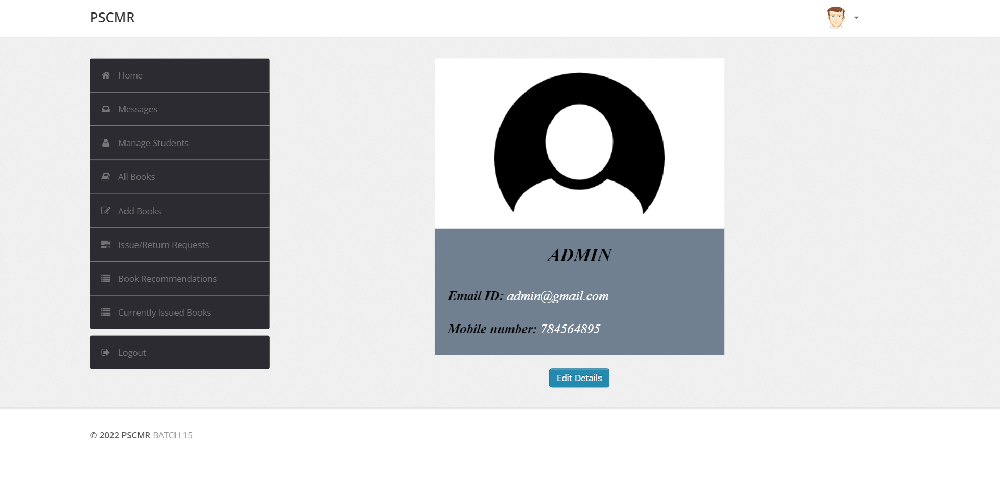 PSCMR
Home
Messages
Manage Students
All Books
Add Books
Issue/Return Requests
Book Recommendations
Currently Issued Books
Logout
ADMIN
Email ID: admin@gmail.com
Mobile number: 784564895
Edit Details
© 2022 PSCMR BATCH 15